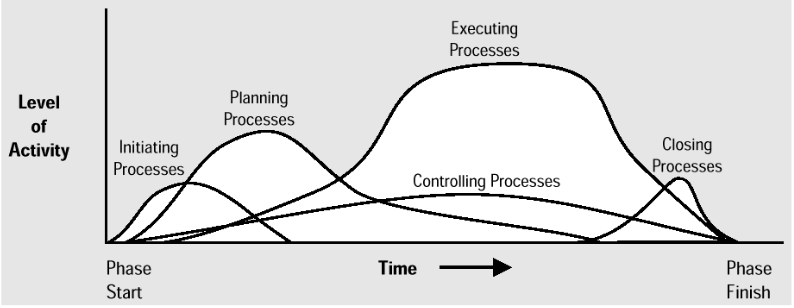 Executing
Processes
Planning
Processes
Level
of
Activity
Initiating
Processes
Closing
Processes
Controlling Processes
Phase
Start
Time
Phase
Finish